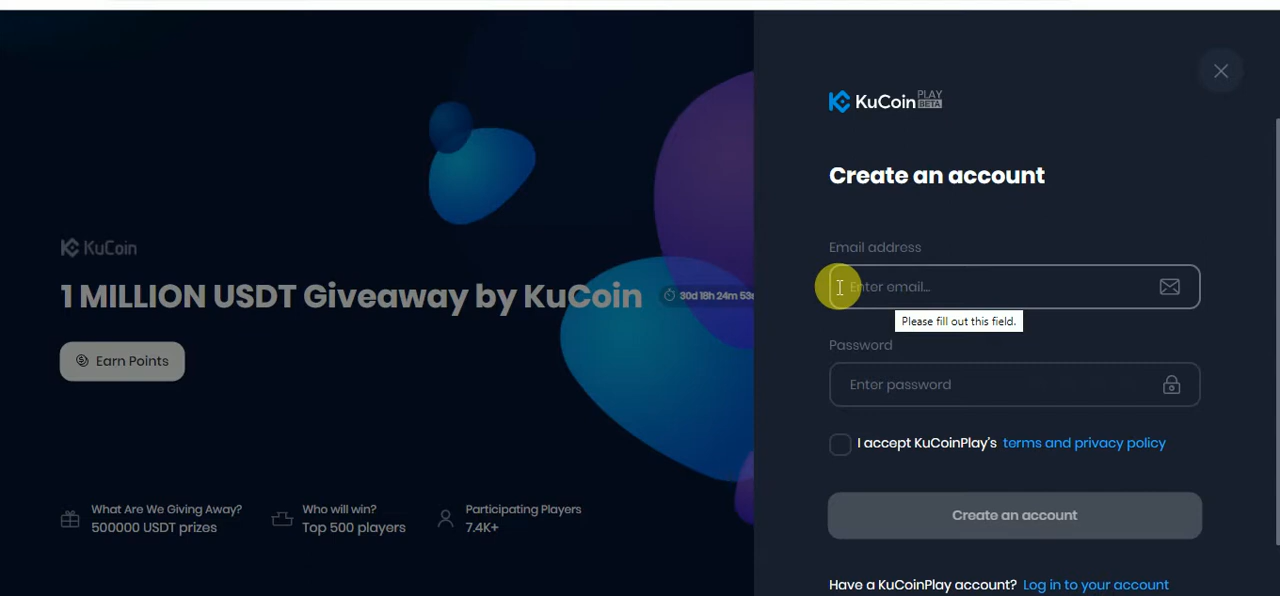 KuCoin PLAY BETA
Create an account
Email address
Enter email...
Please fill out this field.
Password
Enter password
I accept KuCoinPlay's terms and privacy policy
Create an account
Have a KuCoinPlay account? Log in to your account
KuCoin
1 MILLION USDT Giveaway by KuCoin 30d 18h 24m 53s
Earn Points
What Are We Giving Away?
500000 USDT prizes
Who will win?
Top 500 players
Participating Players
7.4K+